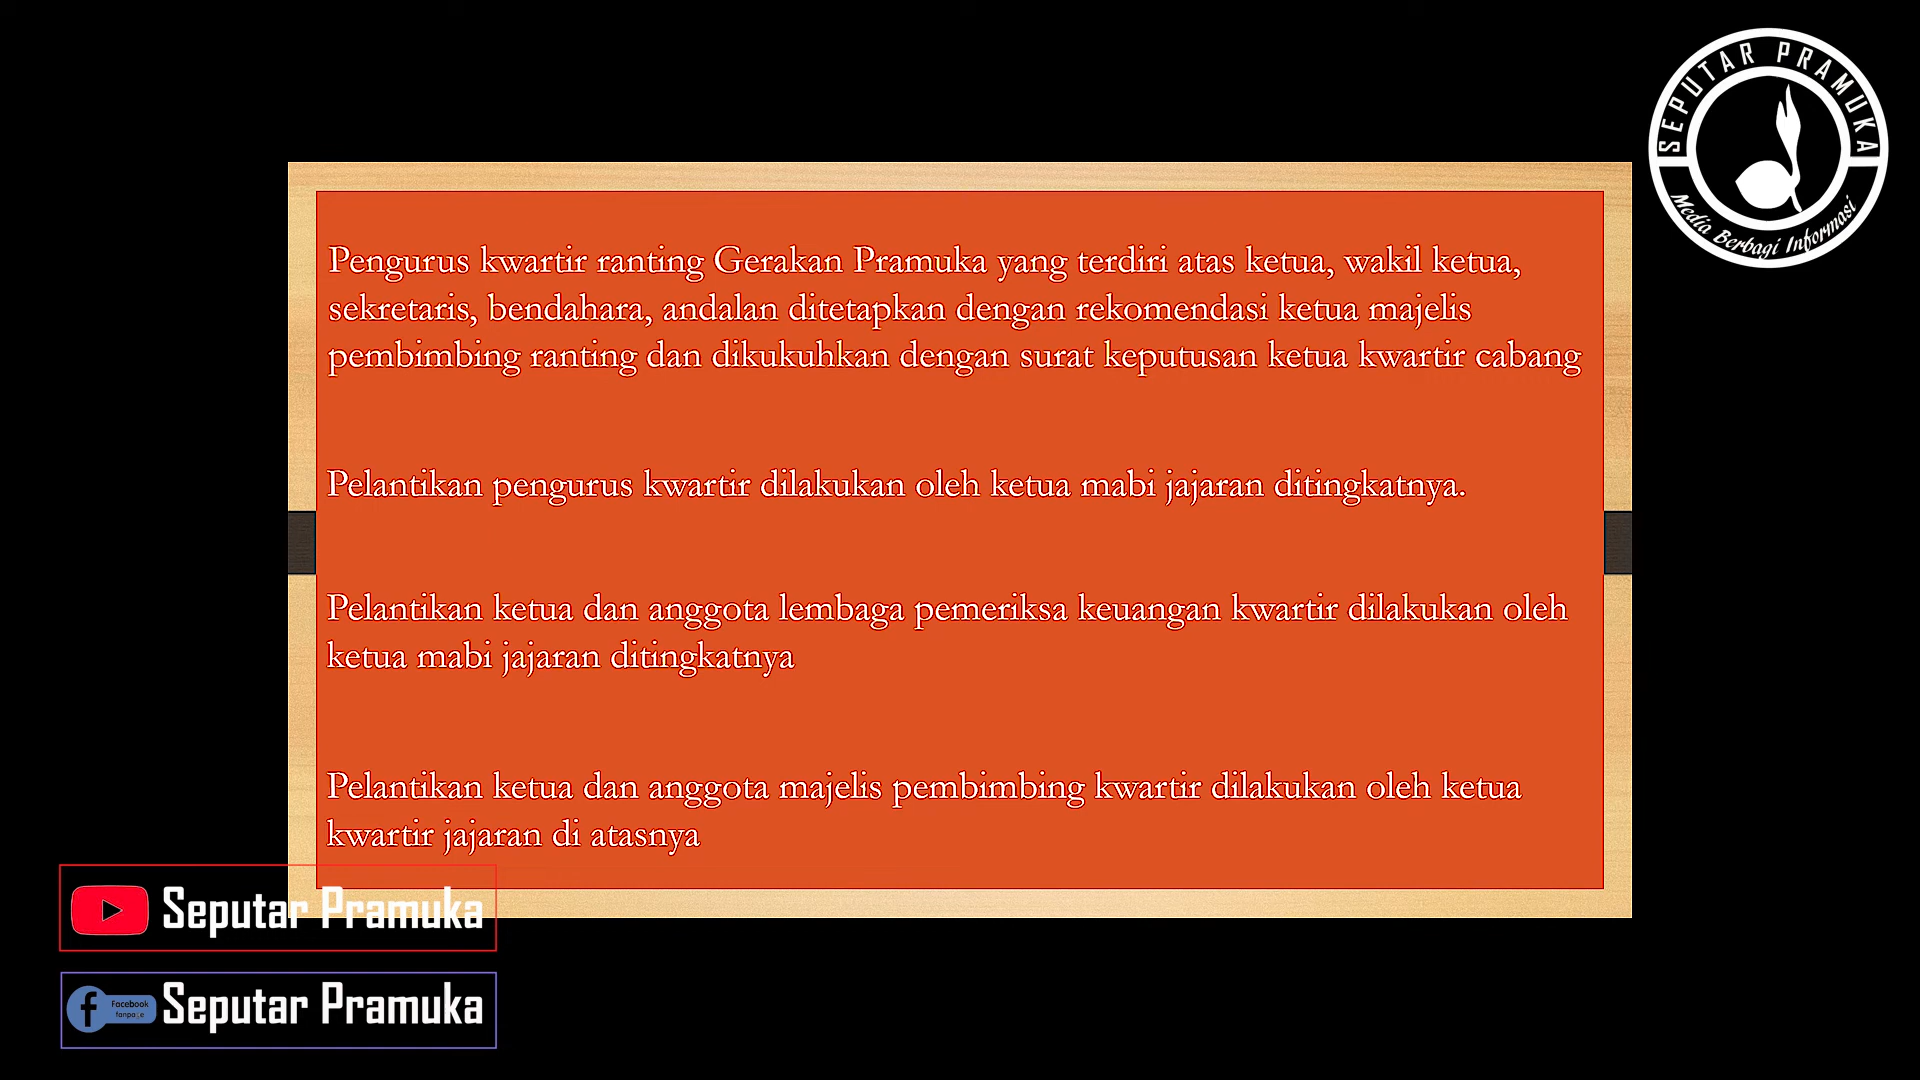 SEPUTAR PRAMUKA
Media Berbagi Informasi
Pengurus kwartir ranting Gerakan Pramuka yang terdiri atas ketua, wakil ketua,
sekretaris, bendahara, andalan ditetapkan dengan rekomendasi ketua majelis
pembimbing ranting dan dikukuhkan dengan surat keputusan ketua kwartir cabang
Pelantikan pengurus kwartir dilakukan oleh ketua mabi jajaran ditingkatnya.
Pelantikan ketua dan anggota lembaga pemeriksa keuangan kwartir dilakukan oleh
ketua mabi jajaran ditingkatnya
Pelantikan ketua dan anggota majelis pembimbing kwartir dilakukan oleh ketua
kwartir jajaran di atasnya
Seputar Pramuka
Facebook
fanpage
Seputar Pramuka